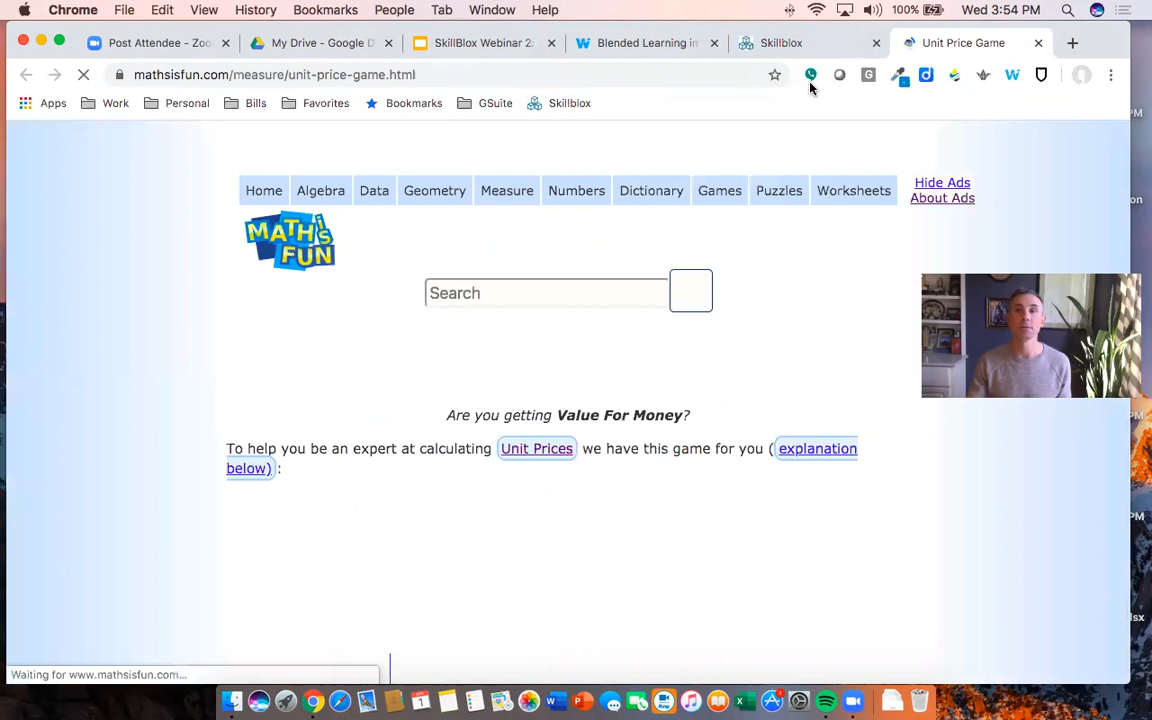 Chrome File Edit View History Bookmarks People Tab Window Help 100% Wed 3:54 PM
Post Attendee - Zoo My Drive - Google D SkillBlox Webinar 2: Blended Learning in Skillblox Unit Price Game
mathsisfun.com/measure/unit-price-game.html
Apps Work Personal Bills Favorites Bookmarks GSuite Skillblox
Home Algebra Data Geometry Measure Numbers Dictionary Games Puzzles Worksheets
Hide Ads
About Ads
MATH is FUN
Search
Are you getting Value For Money?
To help you be an expert at calculating Unit Prices we have this game for you ( explanation
below) :
Waiting for www.mathsisfun.com...